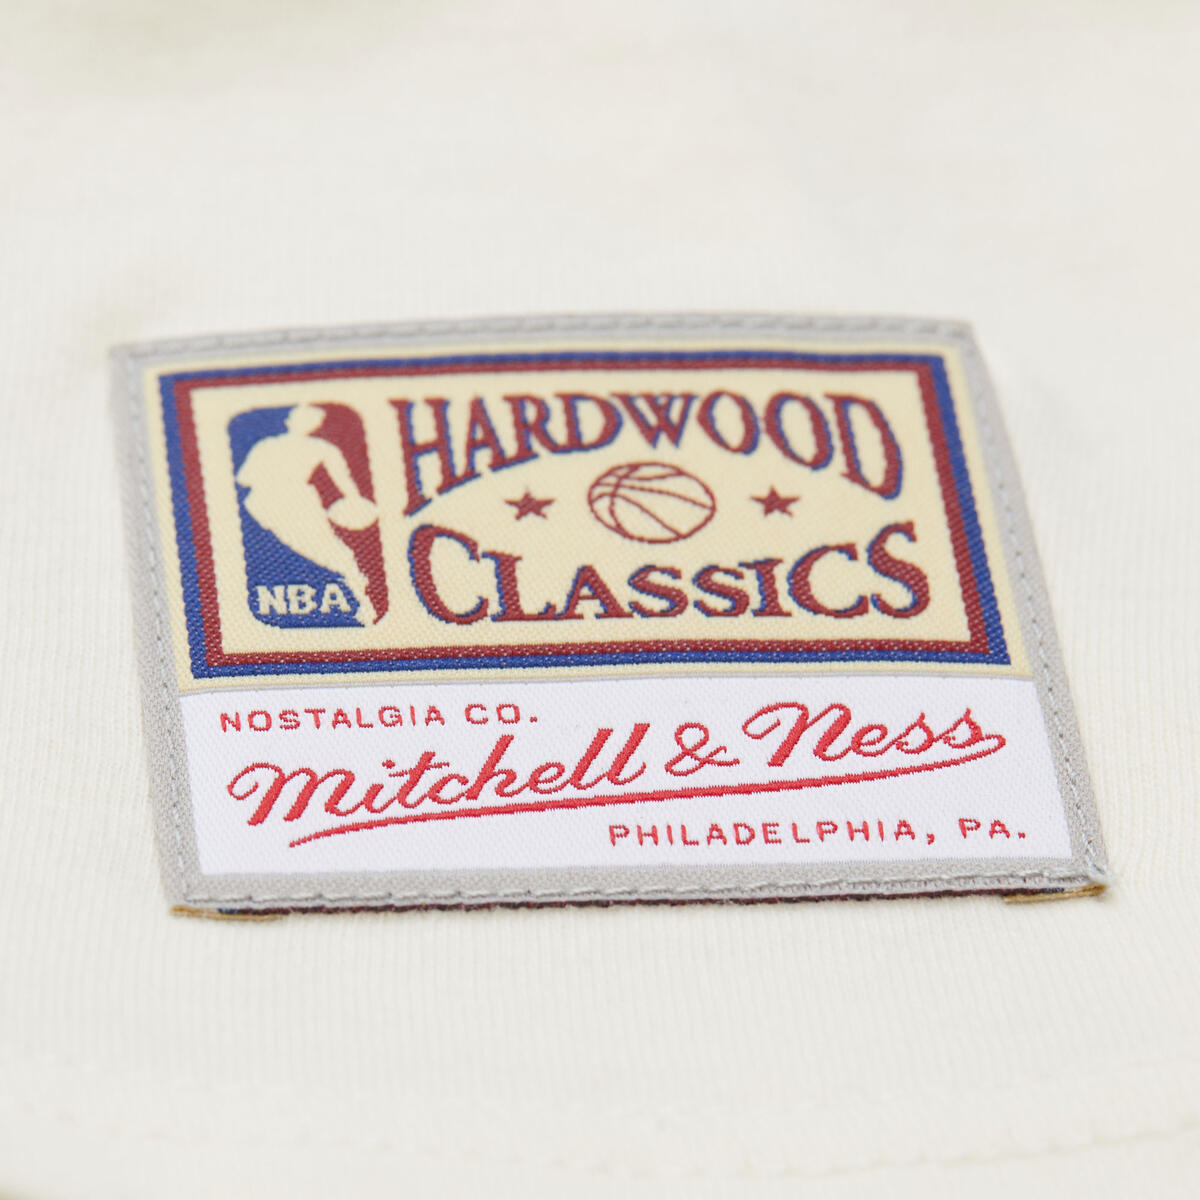 HARDWOOD
CLASSICS
NBA
NOSTALGIA CO.
Mitchell & Ness
PHILADELPHIA, PA.